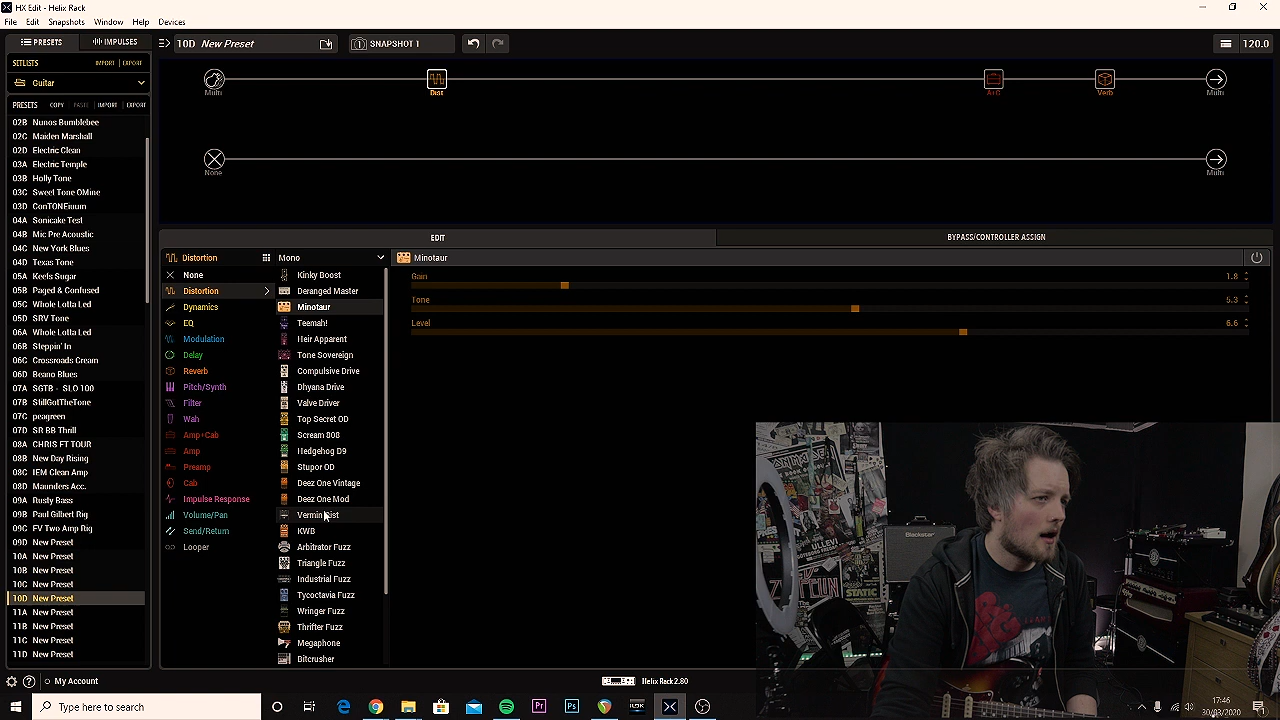 HX Edit - Helix Rack
File Edit Snapshots Window Help Devices
PRESETS IMPULSES
10D New Preset
SNAPSHOT 1
120.0
SETLISTS IMPORT EXPORT
Guitar
PRESETS COPY PASTE IMPORT EXPORT
02B Nunos Bumblebee
02C Maiden Marshall
02D Electric Clean
03A Electric Temple
03B Holly Tone
03C Sweet Tone OMine
03D ConTONEium
04A Sonicake Test
04B Mic Pre Acoustic
04C New York Blues
04D Texas Tone
05A Keefs Sugar
05B Paged & Confused
05C Whole Lotta Led
05D SRV Tone
06A Whole Lotta Led
06B Steppin' In
06C Crossroads Cream
06D Beano Blues
07A SGTB - SLO 100
07B StillGotTheTone
07C peagreen
07D SR BB Thrill
08A CHRIS FT TOUR
08B New Day Rising
08C IEM Clean Amp
08D Maunders Acc.
09A Rusty Bass
09B Paul Gilbert Rig
09C FV Two Amp Rig
09D New Preset
10A New Preset
10B New Preset
10C New Preset
10D New Preset
11A New Preset
11B New Preset
11C New Preset
11D New Preset
Multi
Dist
A+C
Verb
Multi
None
Multi
EDIT
BYPASS/CONTROLLER ASSIGN
Distortion
None
Distortion
Dynamics
EQ
Modulation
Delay
Reverb
Pitch/Synth
Filter
Wah
Amp+Cab
Amp
Preamp
Cab
Impulse Response
Volume/Pan
Send/Return
Looper
Mono
Kinky Boost
Deranged Master
Minotaur
Teemah!
Heir Apparent
Tone Sovereign
Compulsive Drive
Dhyana Drive
Valve Driver
Top Secret OD
Scream 808
Hedgehog D9
Stupor OD
Deez One Vintage
Deez One Mod
Vermin Dist
KWB
Arbitrator Fuzz
Triangle Fuzz
Industrial Fuzz
Tycoctavia Fuzz
Wringer Fuzz
Thrifter Fuzz
Megaphone
Bitcrusher
Minotaur
Gain 1.8
Tone 5.3
Level 6.6
Blackstar
STATIC
My Account
Helix Rack 2.80
Type here to search
17:46
30/03/2020